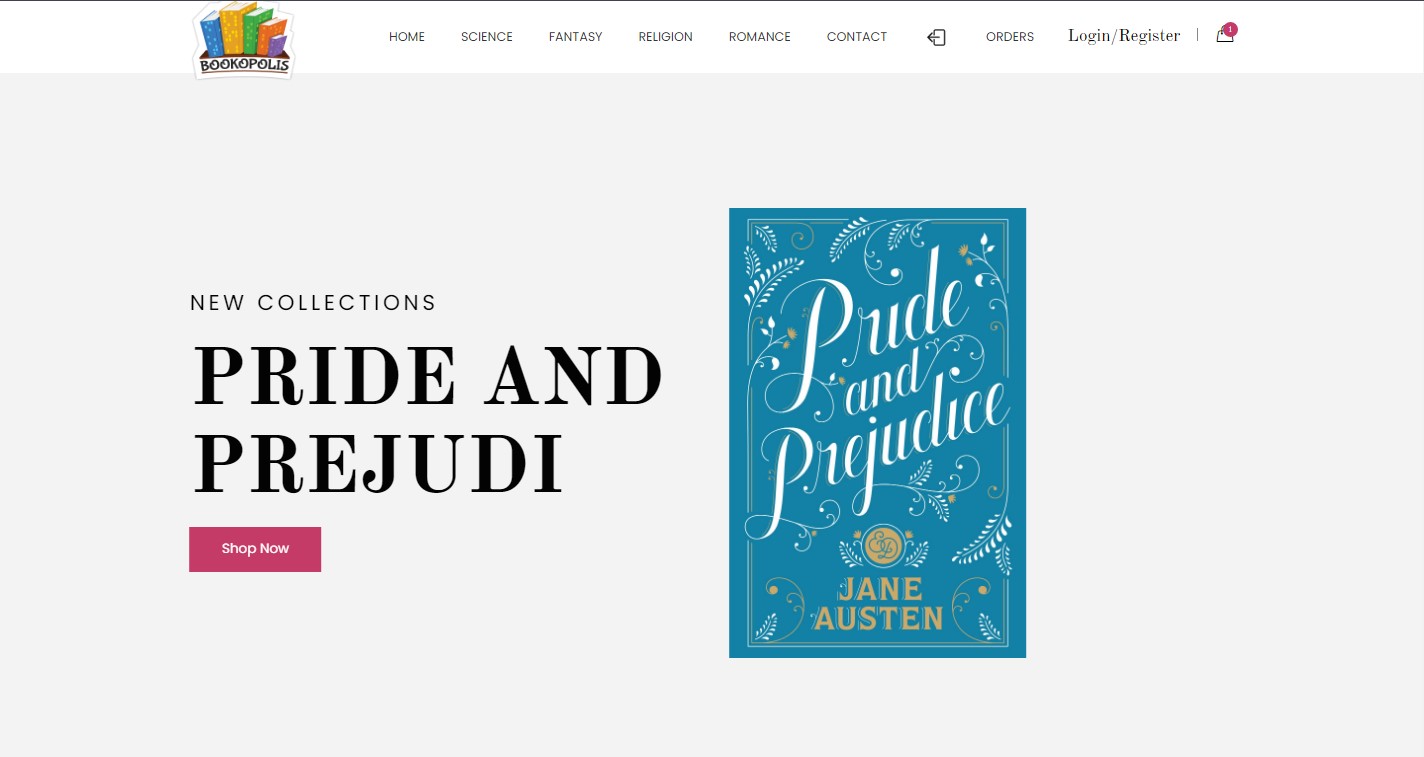 BOOKOPOLIS
HOME SCIENCE FANTASY RELIGION ROMANCE CONTACT ORDERS Login/Register 1
NEW COLLECTIONS
PRIDE AND
PREJUDI
Shop Now
Pride
and
Prejudice
JANE
AUSTEN